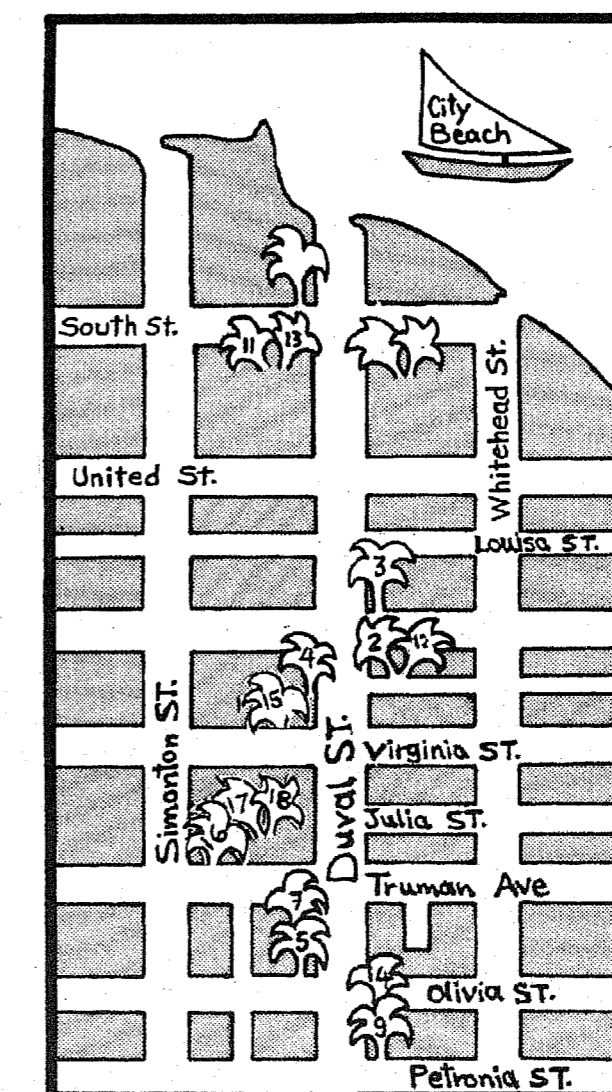 City
Beach
South St.
11
13
Whitehead St.
United St.
Louisa ST.
3
2
12
4
15
Simonton ST.
Duval ST.
Virginia ST.
17
18
6
Julia ST.
Truman Ave
7
5
14
Olivia ST.
9
Petronia ST.